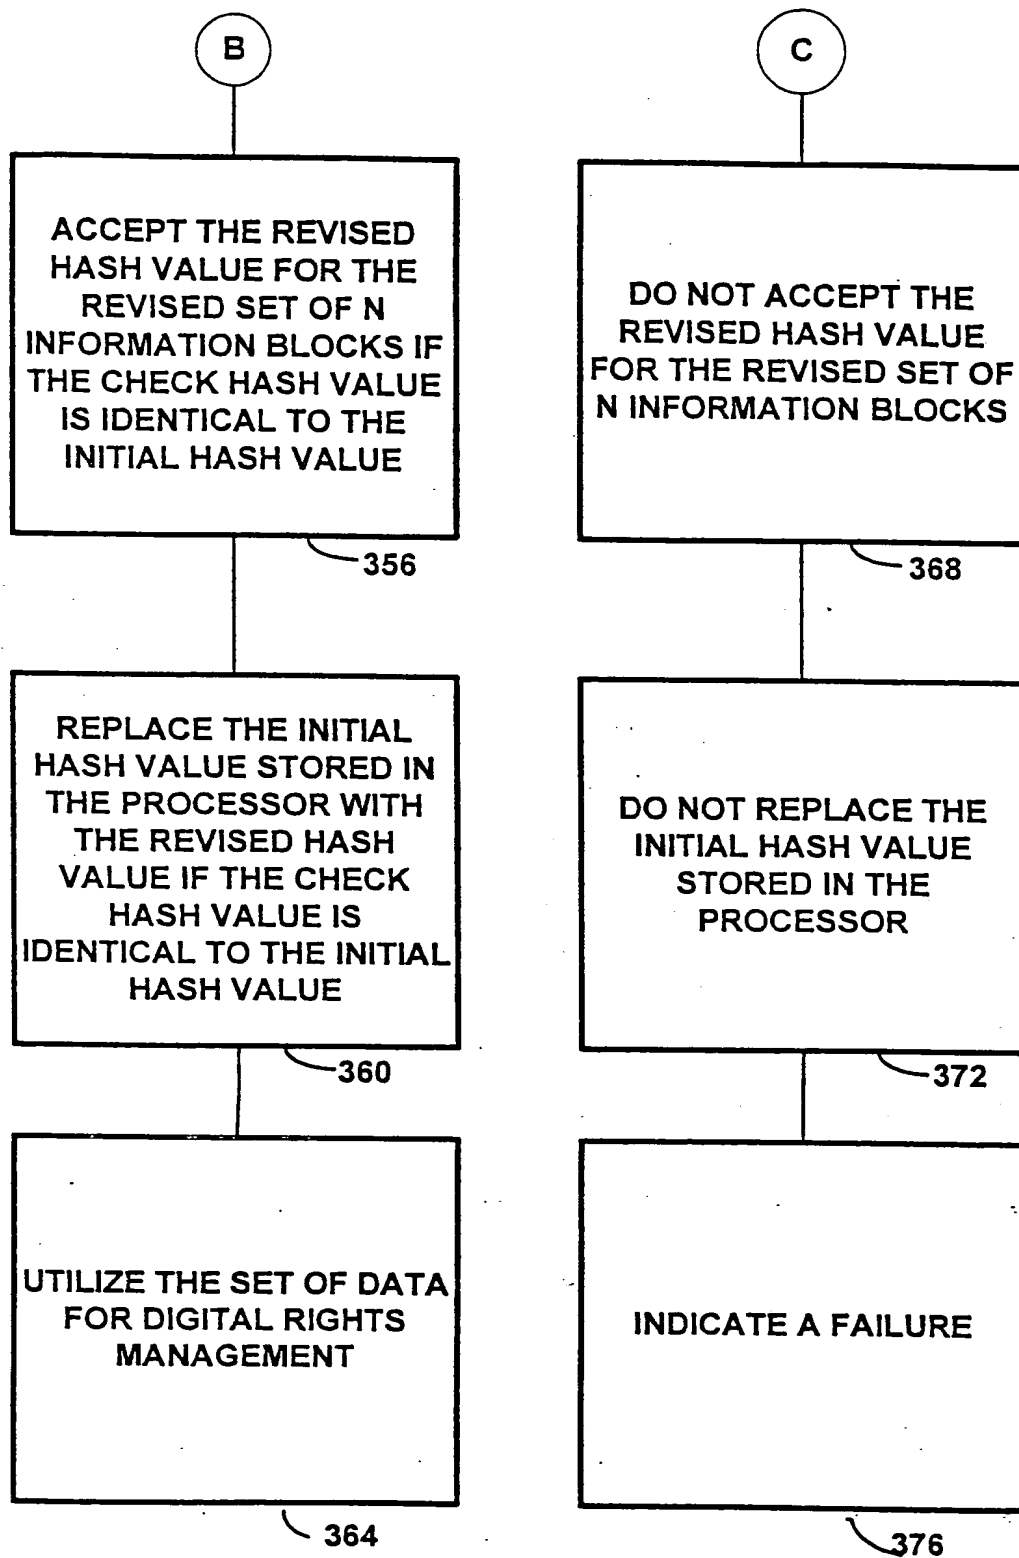 B
ACCEPT THE REVISED
HASH VALUE FOR THE
REVISED SET OF N
INFORMATION BLOCKS IF
THE CHECK HASH VALUE
IS IDENTICAL TO THE
INITIAL HASH VALUE
356
REPLACE THE INITIAL
HASH VALUE STORED IN
THE PROCESSOR WITH
THE REVISED HASH
VALUE IF THE CHECK
HASH VALUE IS
IDENTICAL TO THE INITIAL
HASH VALUE
360
UTILIZE THE SET OF DATA
FOR DIGITAL RIGHTS
MANAGEMENT
364
C
DO NOT ACCEPT THE
REVISED HASH VALUE
FOR THE REVISED SET OF
N INFORMATION BLOCKS
368
DO NOT REPLACE THE
INITIAL HASH VALUE
STORED IN THE
PROCESSOR
372
INDICATE A FAILURE
376